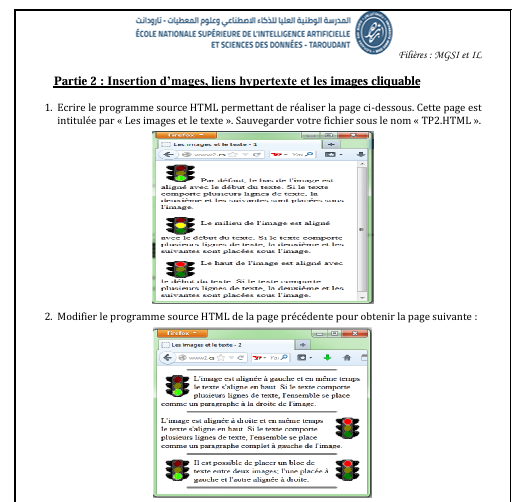 المدرسة الوطنية العليا للذكاء الاصطناعي وعلوم المعطيات - تارودانت
ÉCOLE NATIONALE SUPÉRIEURE DE L'INTELLIGENCE ARTIFICIELLE
ET SCIENCES DES DONNÉES - TAROUDANT
Filières : MGSI et IL
Partie 2 : Insertion d'mages, liens hypertexte et les images cliquable
1. Ecrire le programme source HTML permettant de réaliser la page ci-dessous. Cette page est
intitulée par « Les images et le texte ». Sauvegarder votre fichier sous le nom « TP2.HTML ».
Firefox
Les images et le texte - 1
Par défaut, le bas de l'image est
aligné avec le début du texte. Si le texte
comporte plusieurs lignes de texte, la
deuxième et les suivantes sont placées sous
l'image.
Le milieu de l'image est aligné
avec le début du texte. Si le texte comporte
plusieurs lignes de texte, la deuxième et les
suivantes sont placées sous l'image.
Le haut de l'image est aligné avec
le début du texte. Si le texte comporte
plusieurs lignes de texte, la deuxième et les
suivantes sont placées sous l'image.
2. Modifier le programme source HTML de la page précédente pour obtenir la page suivante :
Firefox
Les images et le texte - 2
L'image est alignée à gauche et en même temps
le texte s'aligne en haut. Si le texte comporte
plusieurs lignes de texte, l'ensemble se place
comme un paragraphe à la droite de l'image.
L'image est alignée à droite et en même temps
le texte s'aligne en haut. Si le texte comporte
plusieurs lignes de texte, l'ensemble se place
comme un paragraphe complet à gauche de l'image.
Il est possible de placer un bloc de
texte entre deux images; l'une placée à
gauche et l'autre alignée à droite.